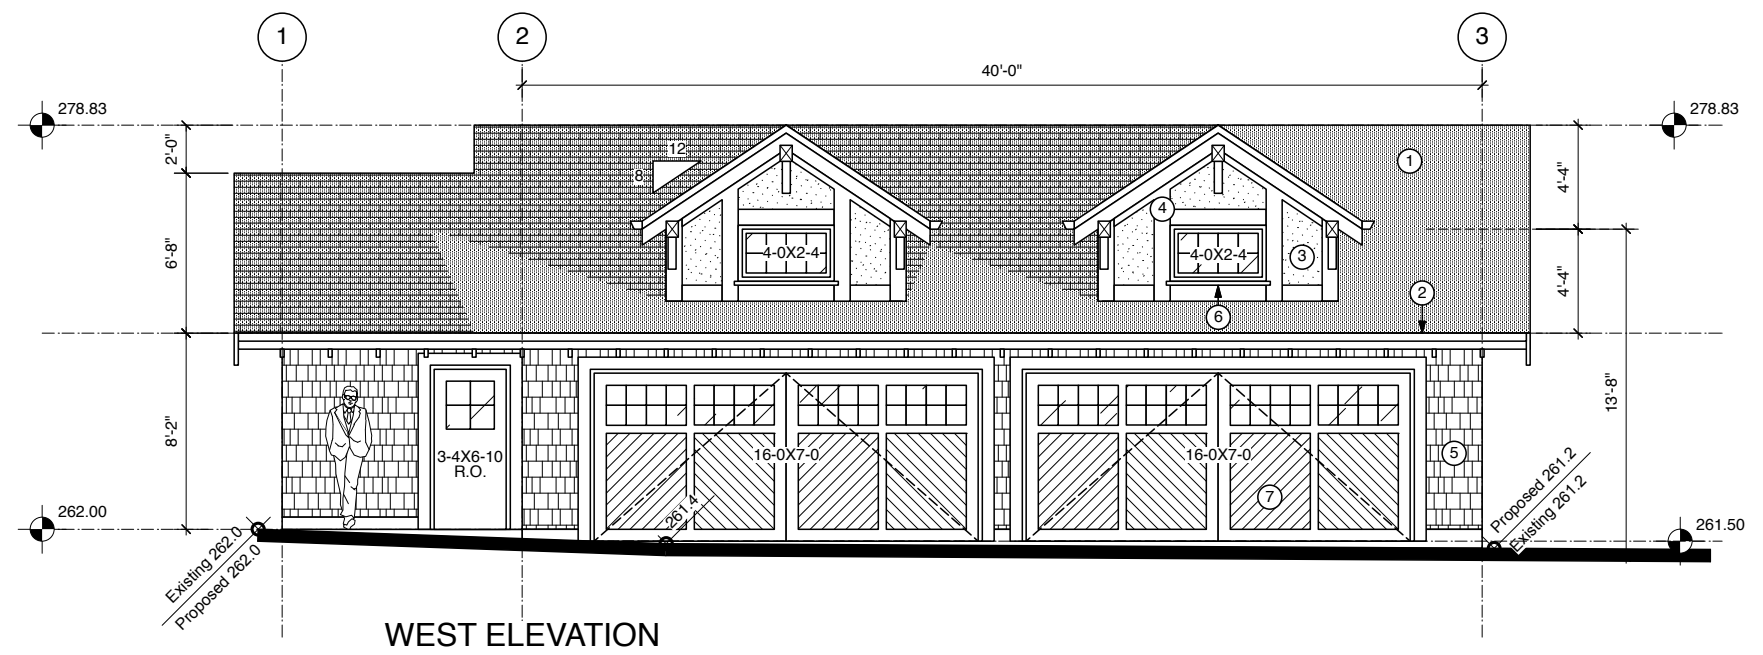 1
2
3
40'-0"
278.83
278.83
2'-0"
12
8
1
4'-4"
4
4-0X2-4
4-0X2-4
3
6'-8"
4'-4"
2
6
13'-8"
8'-2"
3-4X6-10
R.O.
16-0X7-0
16-0X7-0
5
7
261.4
Proposed 261.2
Existing 261.2
262.00
261.50
Existing 262.0
Proposed 262.0
WEST ELEVATION